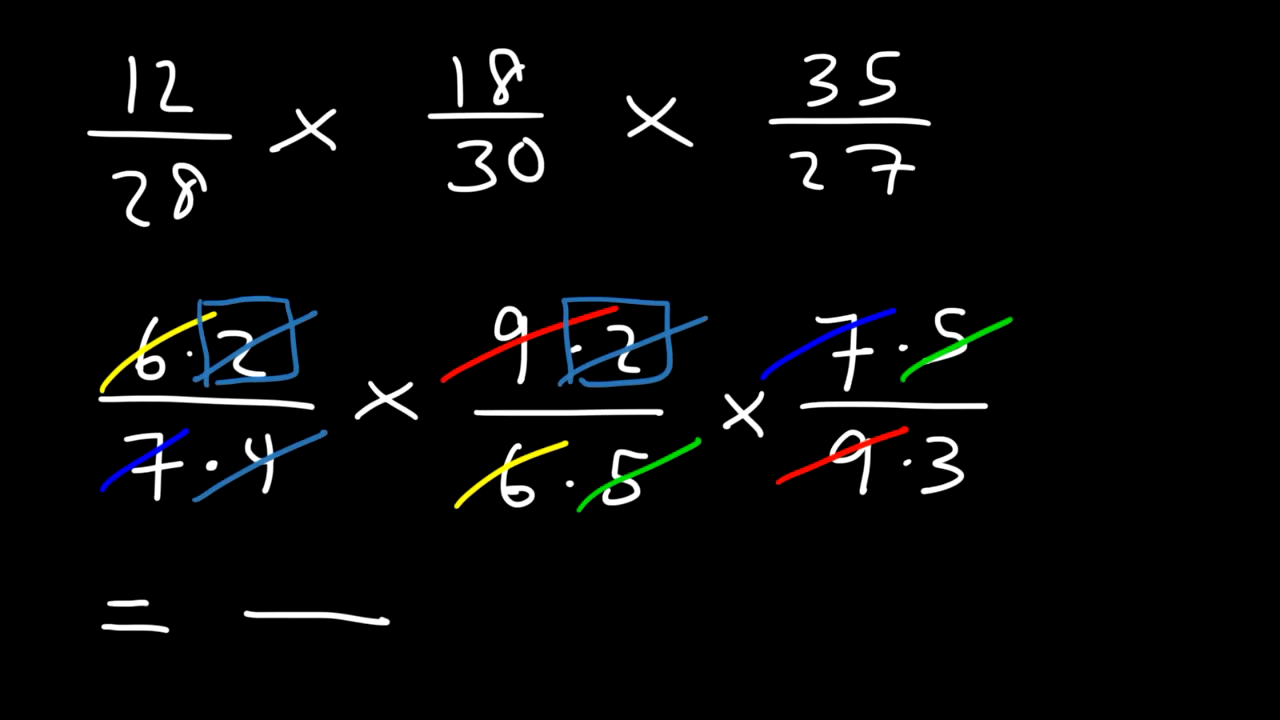 12/28 × 18/30 × 35/27
6·2/7·4 × 9·2/6·5 × 7·5/9·3
= —